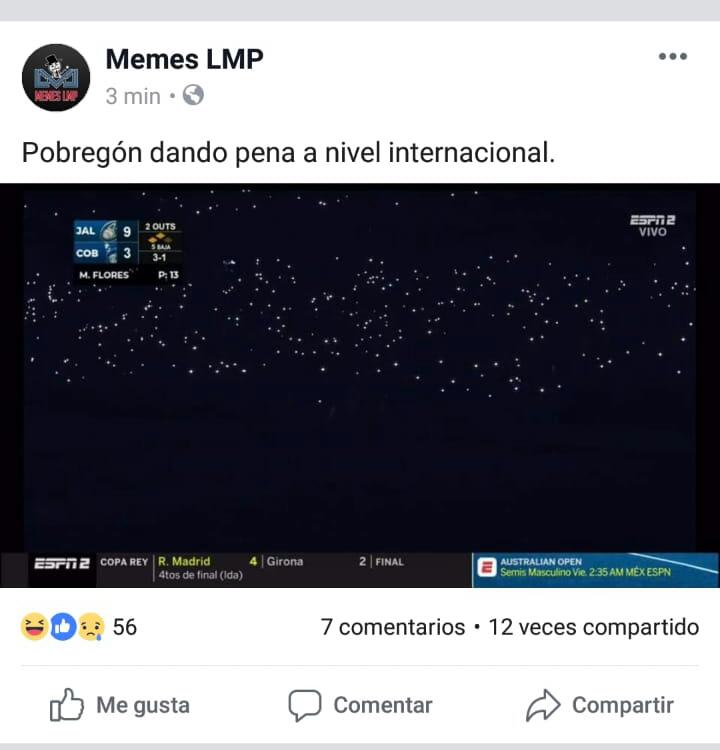 Memes LMP
3 min
MEMES LMP
Pobregón dando pena a nivel internacional.
JAL 9 2 OUTS
COB 3 5 BAJA
3-1
M. FLORES P: 13
ESPN 2
VIVO
ESPN 2 COPA REY R. Madrid 4 Girona 2 FINAL
4tos de final (Ida)
AUSTRALIAN OPEN
Semis Masculino Vie. 2:35 AM MÉX ESPN
56 7 comentarios • 12 veces compartido
Me gusta Comentar Compartir